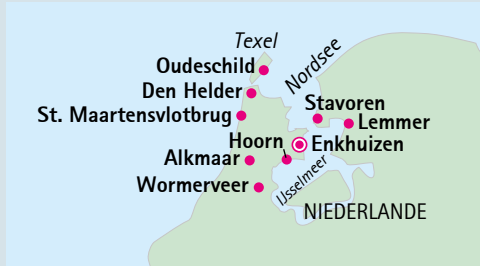 Texel
Nordsee
Oudeschild
Den Helder
Stavoren
St. Maartensvlotbrug
Lemmer
Hoorn
Enkhuizen
Alkmaar
IJsselmeer
Wormerveer
NIEDERLANDE